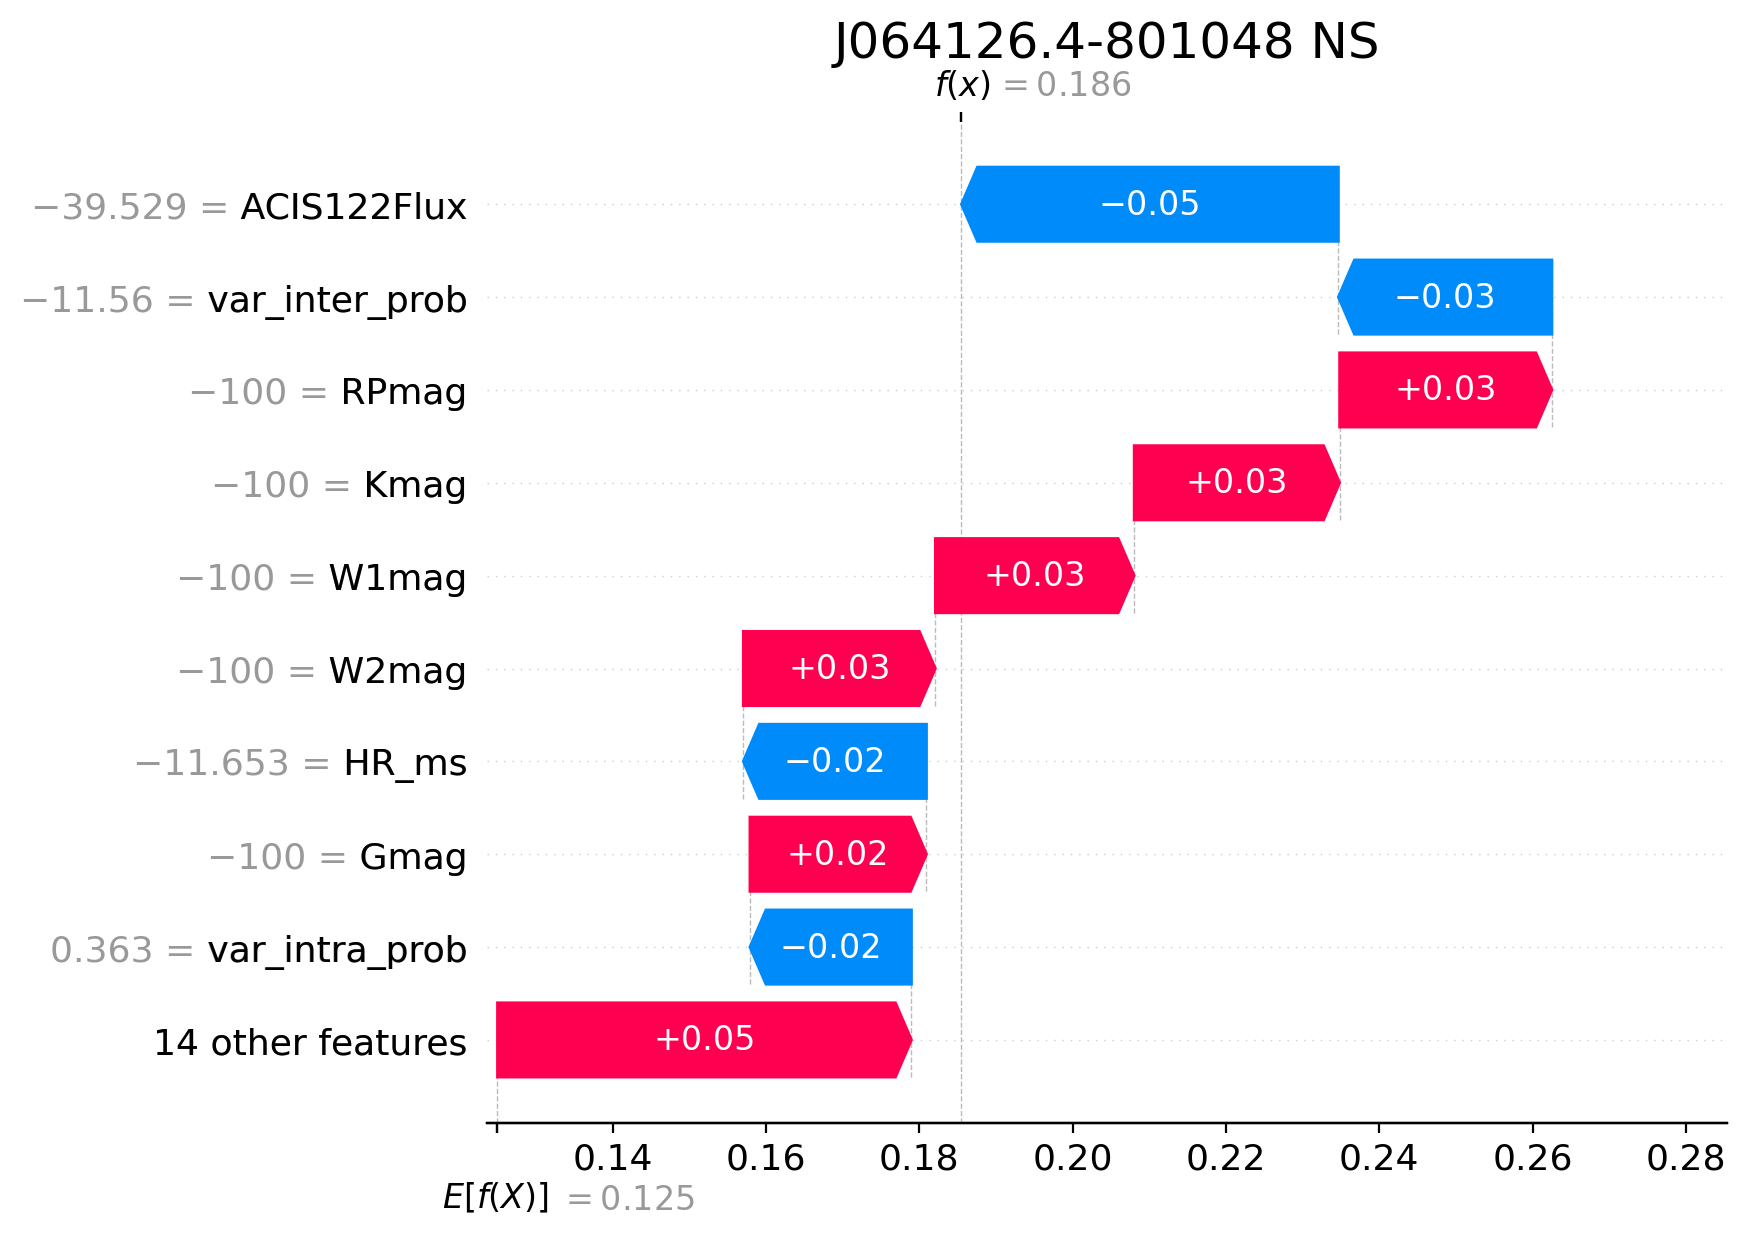 J064126.4-801048 NS
f(x) = 0.186
−39.529 = ACIS122Flux
−0.05
−11.56 = var_inter_prob
−0.03
−100 = RPmag
+0.03
−100 = Kmag
+0.03
−100 = W1mag
+0.03
−100 = W2mag
+0.03
−11.653 = HR_ms
−0.02
−100 = Gmag
+0.02
0.363 = var_intra_prob
−0.02
14 other features
+0.05
0.14 0.16 0.18 0.20 0.22 0.24 0.26 0.28
E[f(X)] = 0.125